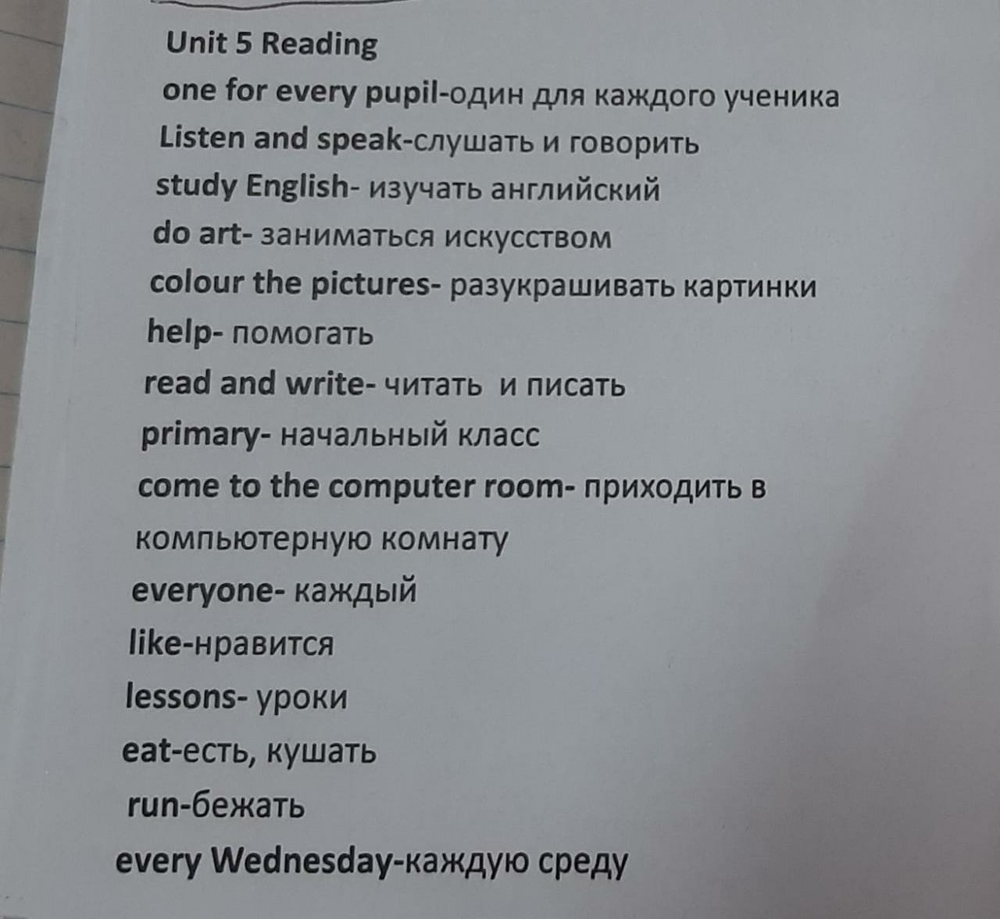 Unit 5 Reading
one for every pupil-один для каждого ученика
Listen and speak-слушать и говорить
study English- изучать английский
do art- заниматься искусством
colour the pictures- разукрашивать картинки
help- помогать
read and write- читать и писать
primary- начальный класс
come to the computer room- приходить в
компьютерную комнату
everyone- каждый
like-нравится
lessons- уроки
eat-есть, кушать
run-бежать
every Wednesday-каждую среду